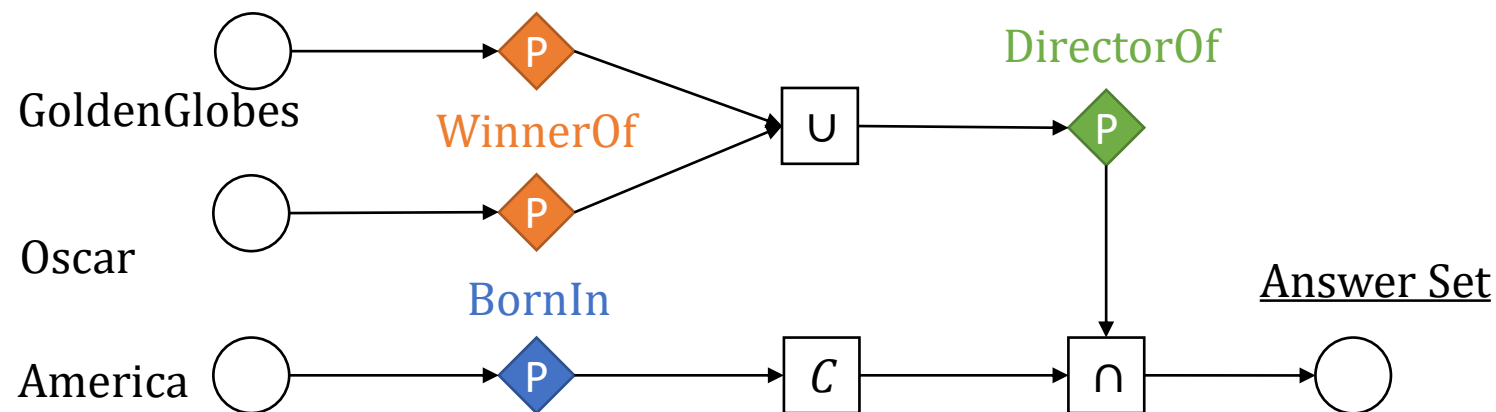 P
DirectorOf
GoldenGlobes
WinnerOf
∪
P
P
Oscar
BornIn
Answer Set
America
P
C
∩